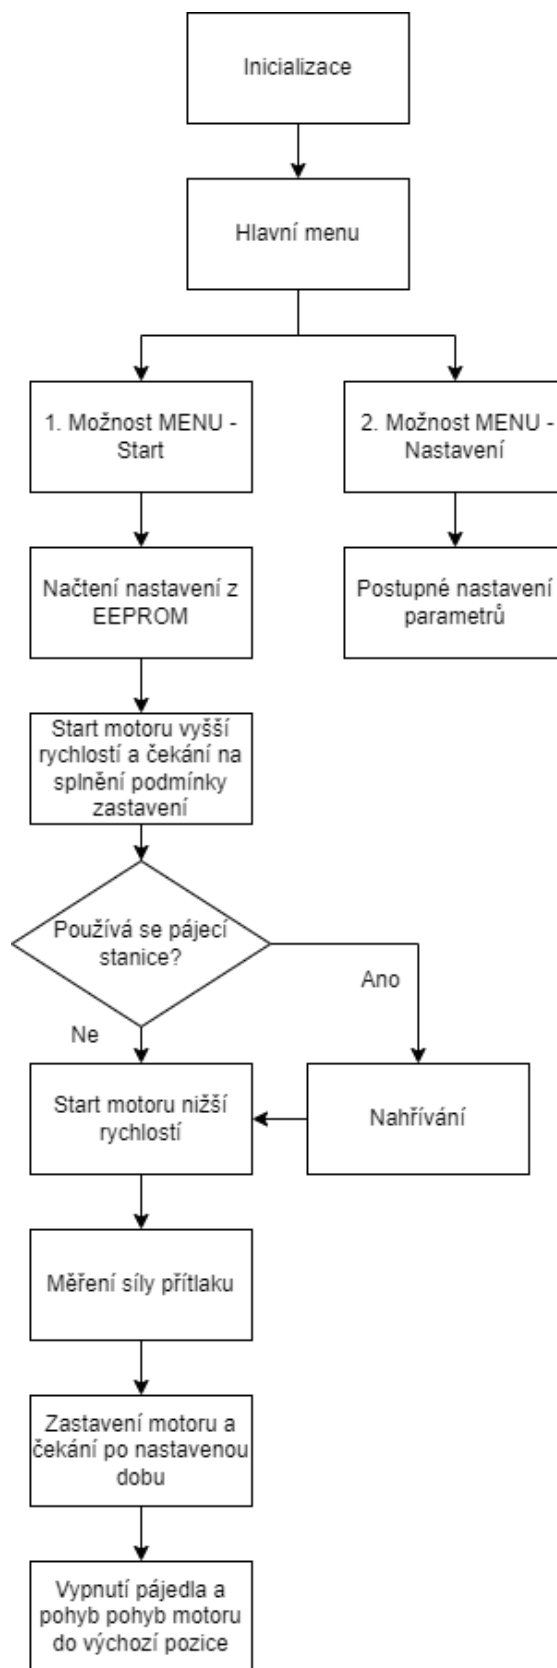 Inicializace
Hlavní menu
1. Možnost MENU -
Start
2. Možnost MENU -
Nastavení
Načtení nastavení z
EEPROM
Postupné nastavení
parametrů
Start motoru vyšší
rychlostí a čekání na
splnění podmínky
zastavení
Používá se pájecí
stanice?
Ano
Ne
Start motoru nižší
rychlostí
Nahřívání
Měření síly přítlaku
Zastavení motoru a
čekání po nastavenou
dobu
Vypnutí pájedla a
pohyb pohyb motoru
do výchozí pozice